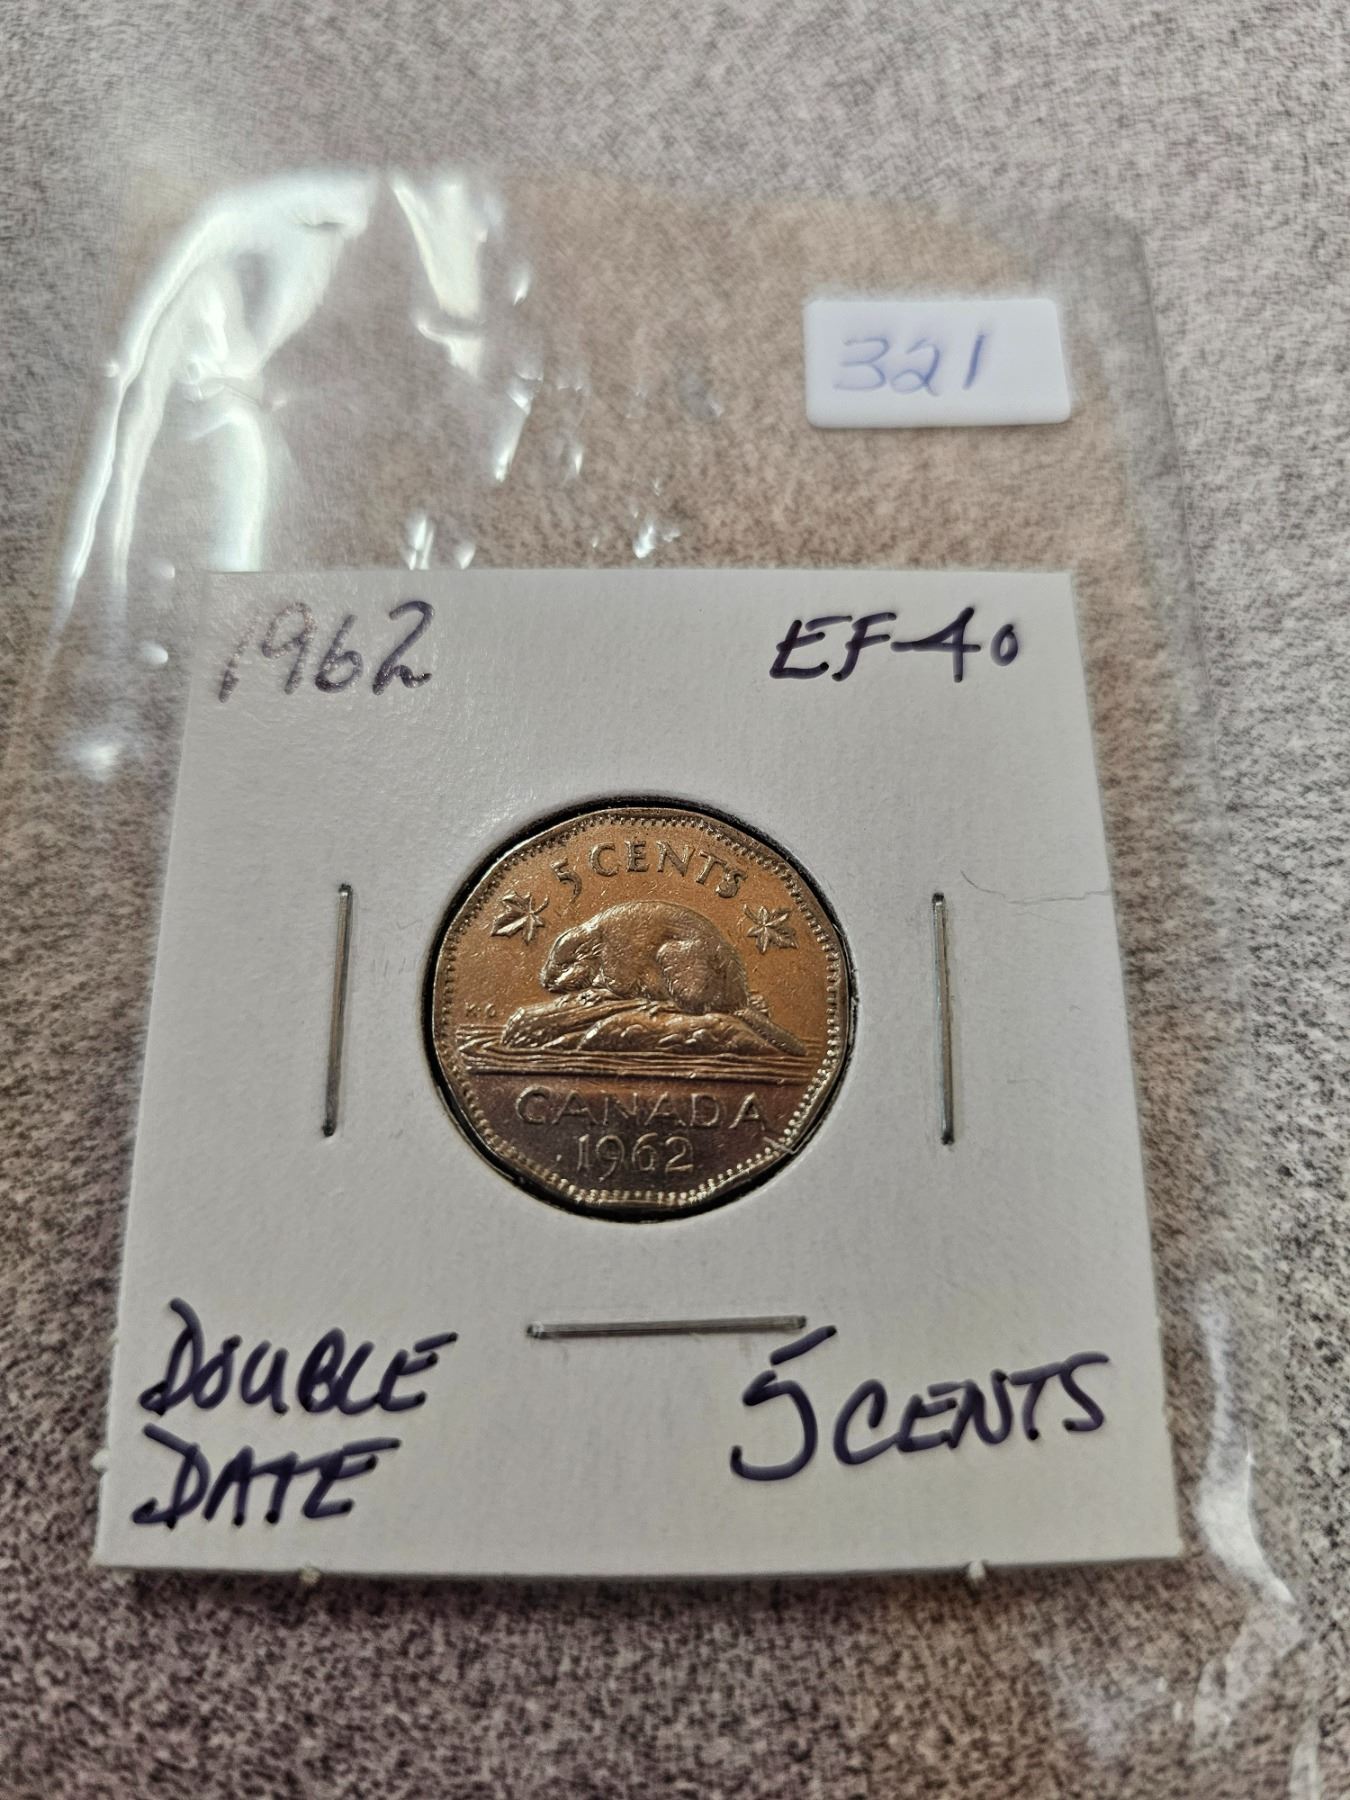 321
1962
EF-40
5 CENTS
K·G
CANADA
1962
DOUBLE
DATE
5 CENTS